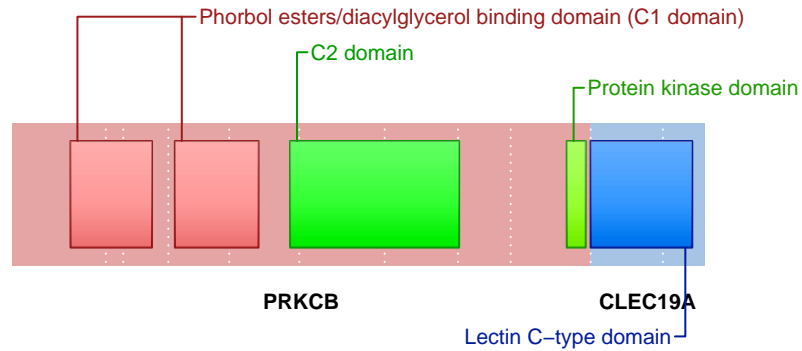 Phorbol esters/diacylglycerol binding domain (C1 domain)
C2 domain
Protein kinase domain
PRKCB
CLEC19A
Lectin C−type domain